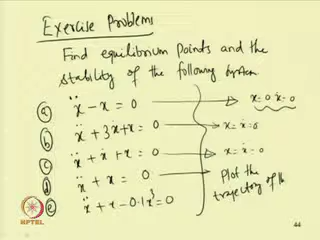 Exercise Problems
Find equilibrium points and the
stability of the following system
(a) ẍ - x = 0 → x = 0 ẋ = 0
(b) ẍ + 3ẋ + x = 0 → x = ẋ = 0
(c) ẍ + ẋ + x = 0 → x = ẋ = 0
(d) ẍ + x = 0 → Plot the
trajectory of th
(e) ẍ + x - 0.1x³ = 0
NPTEL
44